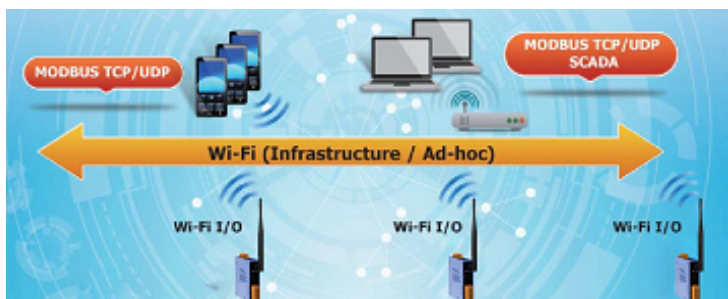 MODBUS TCP/UDP
MODBUS TCP/UDP
SCADA
Wi-Fi (Infrastructure / Ad-hoc)
Wi-Fi I/O
Wi-Fi I/O
Wi-Fi I/O